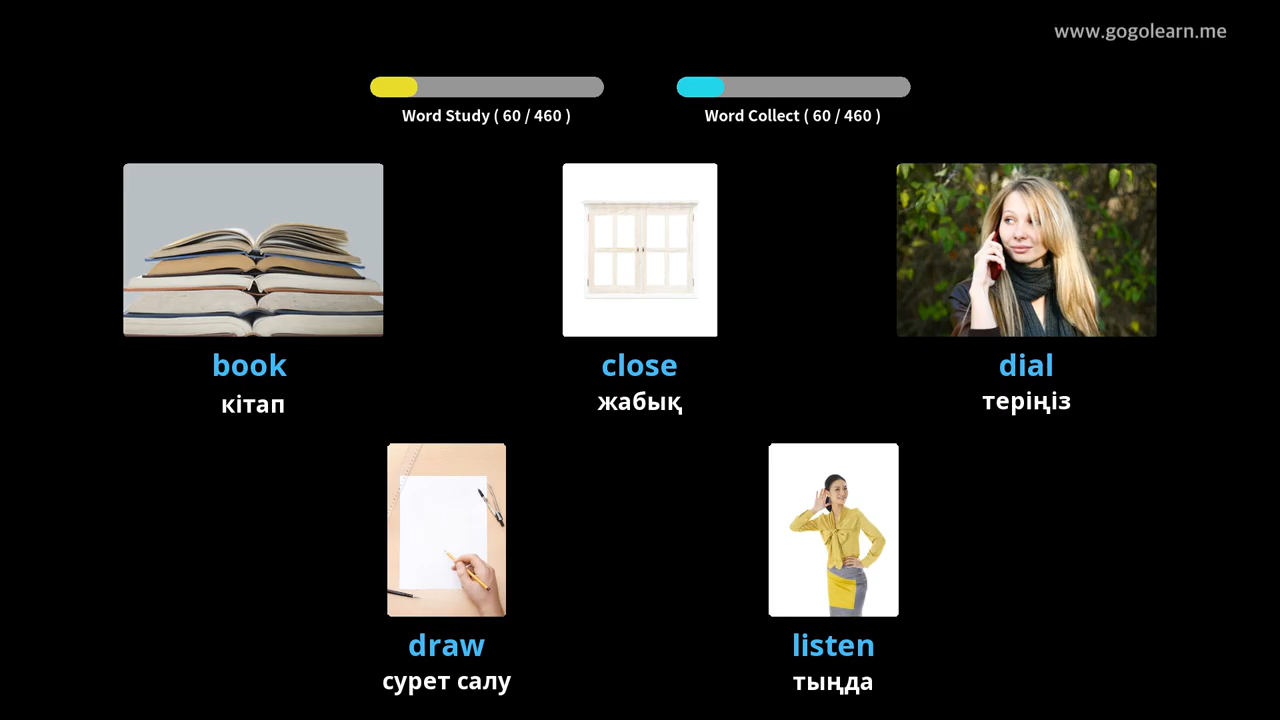 www.gogolearn.me
Word Study ( 60 / 460 )
Word Collect ( 60 / 460 )
book
кітап
close
жабық
dial
теріңіз
draw
сурет салу
listen
тыңда